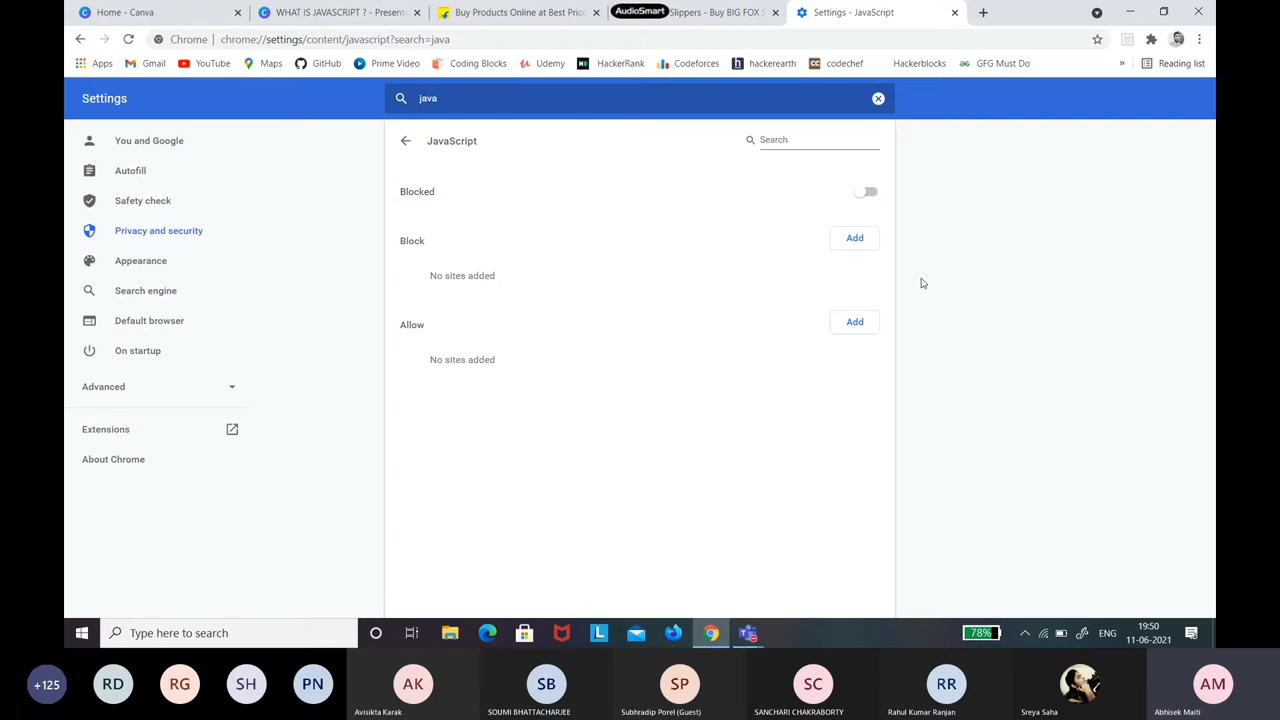 Home - Canva
WHAT IS JAVASCRIPT ? - Present
Buy Products Online at Best Price
AudioSmart
Slippers - Buy BIG FOX S
Settings - JavaScript
Chrome | chrome://settings/content/javascript?search=java
Apps
Gmail
YouTube
Maps
GitHub
Prime Video
Coding Blocks
Udemy
HackerRank
Codeforces
hackerearth
codechef
Hackerblocks
GFG Must Do
»
Reading list
Settings
java
You and Google
Autofill
Safety check
Privacy and security
Appearance
Search engine
Default browser
On startup
Advanced
Extensions
About Chrome
JavaScript
Search
Blocked
Block
Add
No sites added
Allow
Add
No sites added
Type here to search
78%
ENG
19:50
11-06-2021
+125
RD
RG
SH
PN
AK
Avisikta Karak
SB
SOUMI BHATTACHARJEE
SP
Subhradip Porel (Guest)
SC
SANCHARI CHAKRABORTY
RR
Rahul Kumar Ranjan
Sreya Saha
AM
Abhisek Maiti